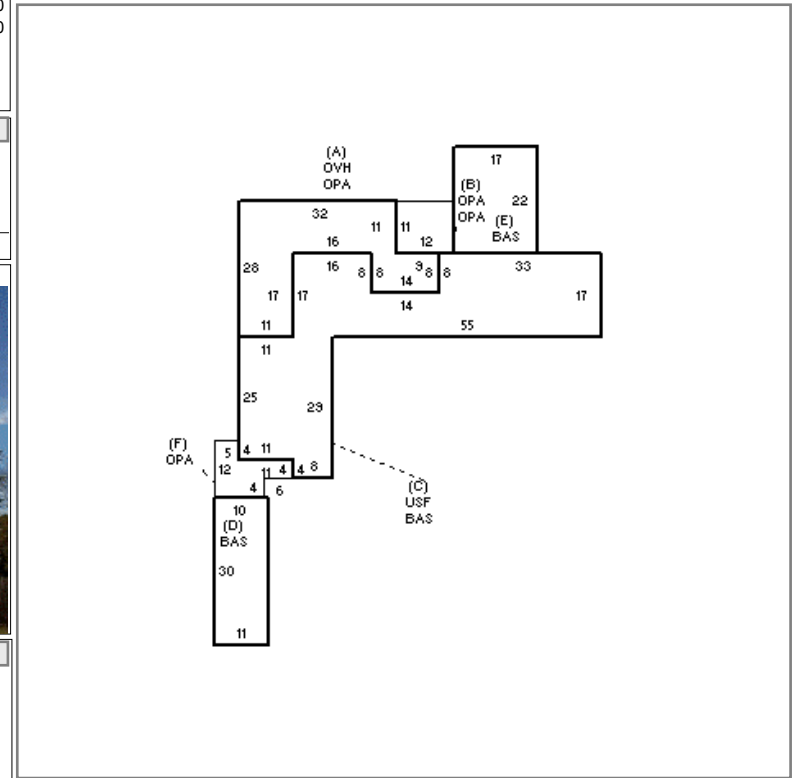 0
0
(A)
OVH
OPA
17
(B)
OPA 22
OPA
(E)
BAS
32
11 11
16 12
28 16 8 8 9 8 8 33
14
17 17 14 17
11 55
11
25 29
(F)
OPA
5 4 11
12 11 4 4 8
4 6
(C)
USF
BAS
10
(D)
BAS
30
11